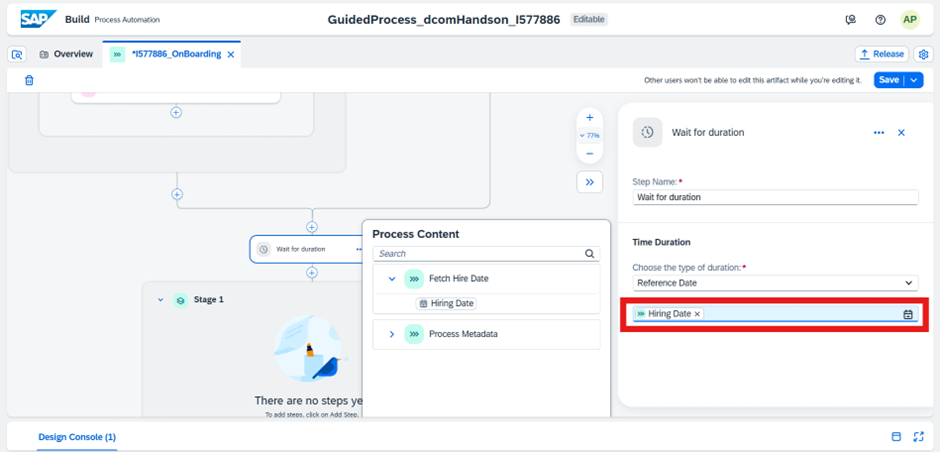 SAP Build Process Automation
GuidedProcess_dcomHandson_I577886 Editable
AP
Overview
*I577886_OnBoarding
Release
Other users won't be able to edit this artifact while you're editing it.
Save
77%
Wait for duration
Stage 1
There are no steps ye
To add steps, click on Add Step,
Process Content
Search
Fetch Hire Date
Hiring Date
Process Metadata
Wait for duration
Step Name:*
Wait for duration
Time Duration
Choose the type of duration:*
Reference Date
Hiring Date
Design Console (1)